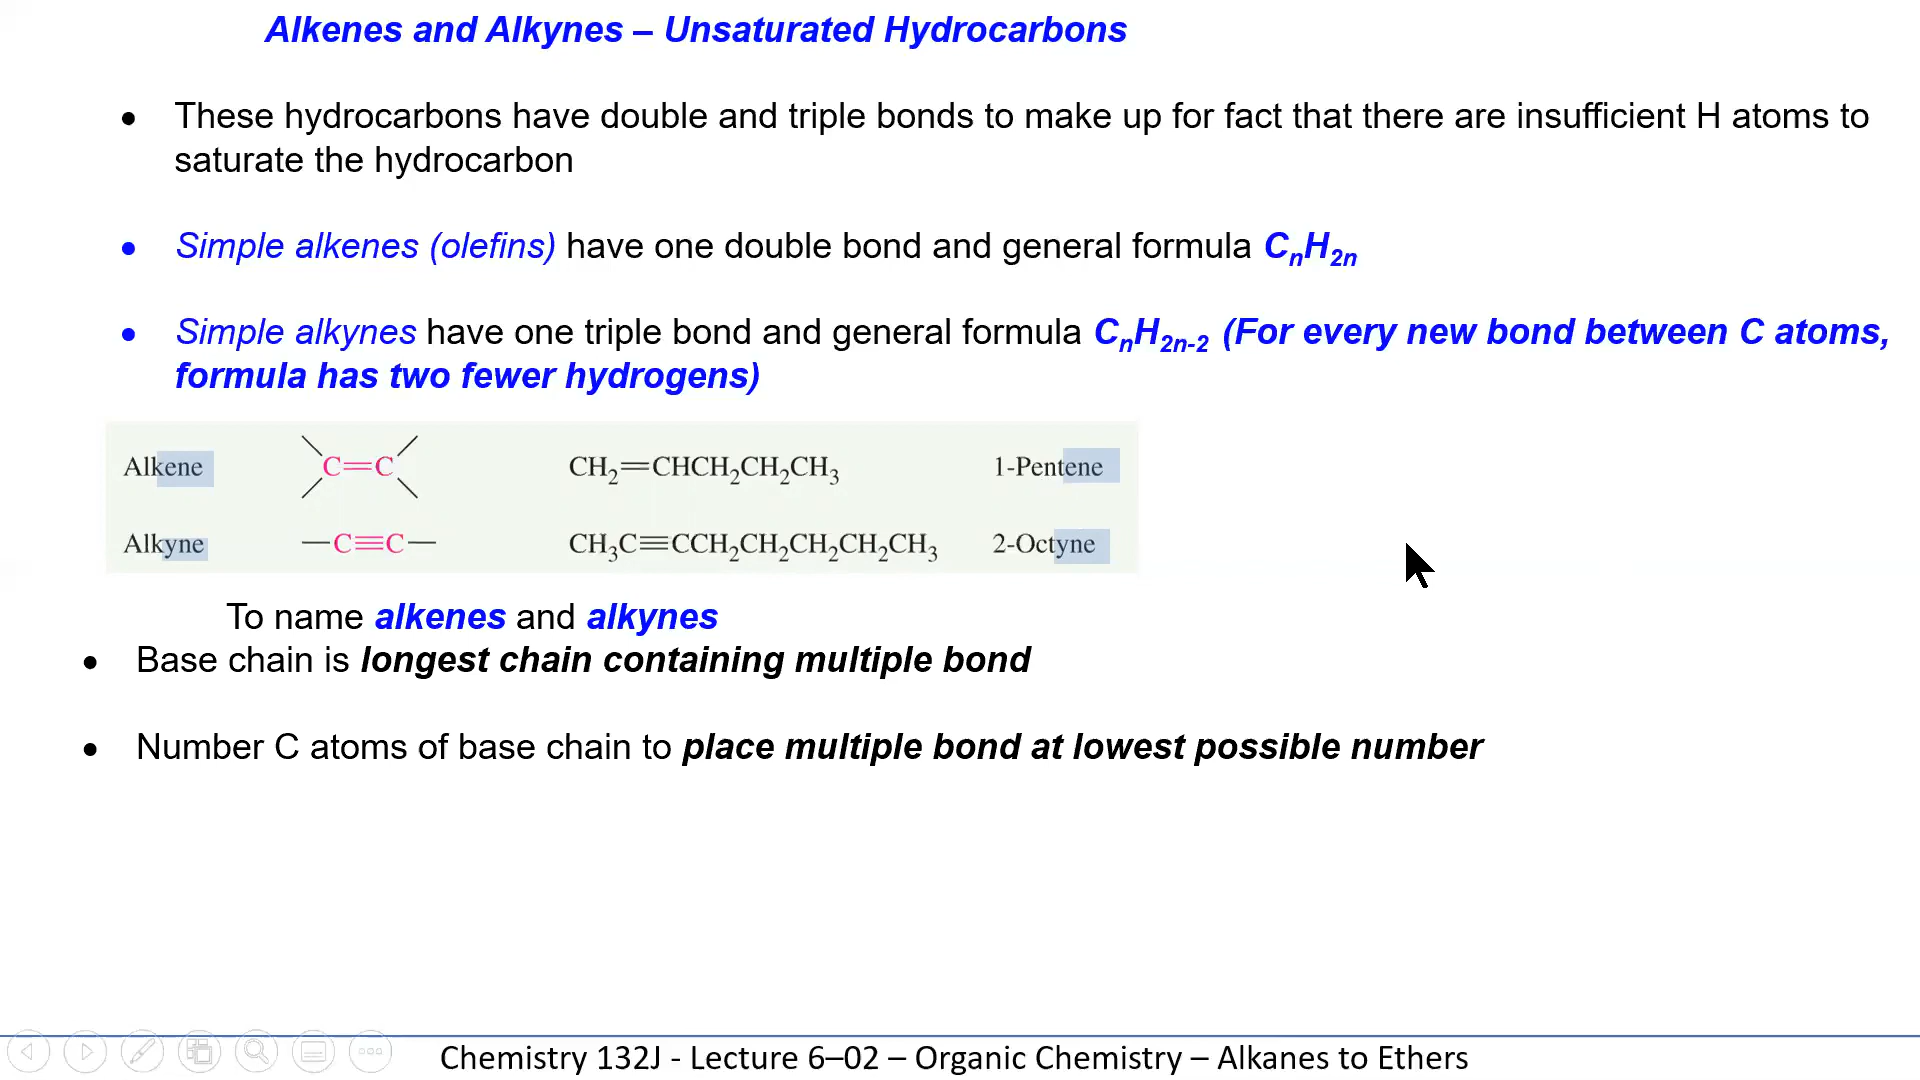 Alkenes and Alkynes – Unsaturated Hydrocarbons
• These hydrocarbons have double and triple bonds to make up for fact that there are insufficient H atoms to
saturate the hydrocarbon
• Simple alkenes (olefins) have one double bond and general formula CₙH₂ₙ
• Simple alkynes have one triple bond and general formula CₙH₂ₙ₋₂ (For every new bond between C atoms,
formula has two fewer hydrogens)
Alkene C=C CH₂=CHCH₂CH₂CH₃ 1-Pentene
Alkyne —C≡C— CH₃C≡CCH₂CH₂CH₂CH₂CH₃ 2-Octyne
To name alkenes and alkynes
• Base chain is longest chain containing multiple bond
• Number C atoms of base chain to place multiple bond at lowest possible number
Chemistry 132J - Lecture 6–02 – Organic Chemistry – Alkanes to Ethers